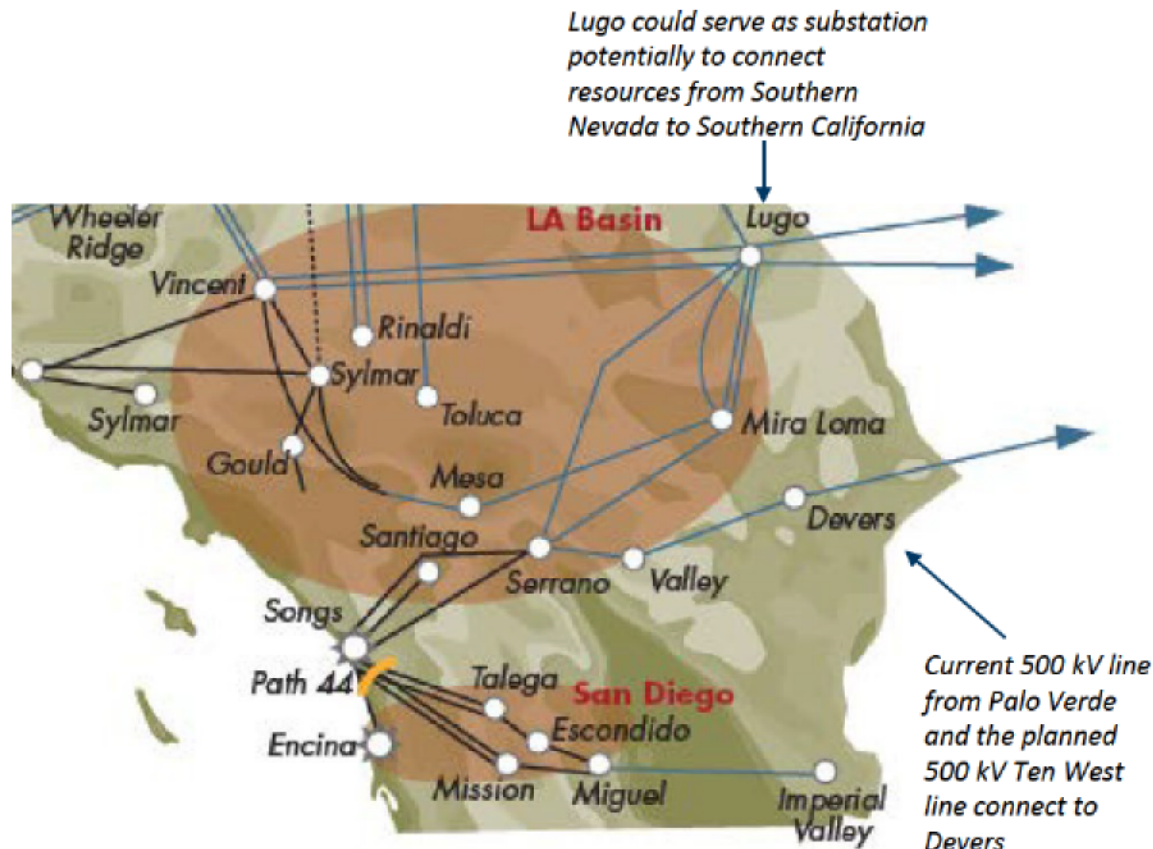 Lugo could serve as substation
potentially to connect
resources from Southern
Nevada to Southern California
Wheeler
Ridge
LA Basin
Lugo
Vincent
Rinaldi
Sylmar
Sylmar
Toluca
Mira Loma
Gould
Mesa
Devers
Santiago
Serrano
Valley
Songs
Path 44
Talega
San Diego
Encina
Escondido
Mission
Miguel
Imperial
Valley
Current 500 kV line
from Palo Verde
and the planned
500 kV Ten West
line connect to
Devers